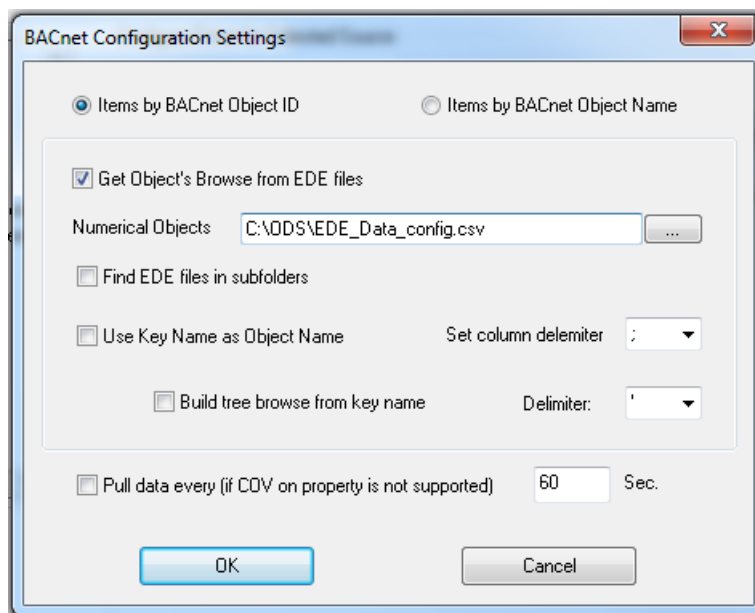 BACnet Configuration Settings
Items by BACnet Object ID Items by BACnet Object Name
Get Object's Browse from EDE files
Numerical Objects C:\ODS\EDE_Data_config.csv ...
Find EDE files in subfolders
Use Key Name as Object Name Set column delemiter ;
Build tree browse from key name Delimiter: '
Pull data every (if COV on property is not supported) 60 Sec.
OK Cancel